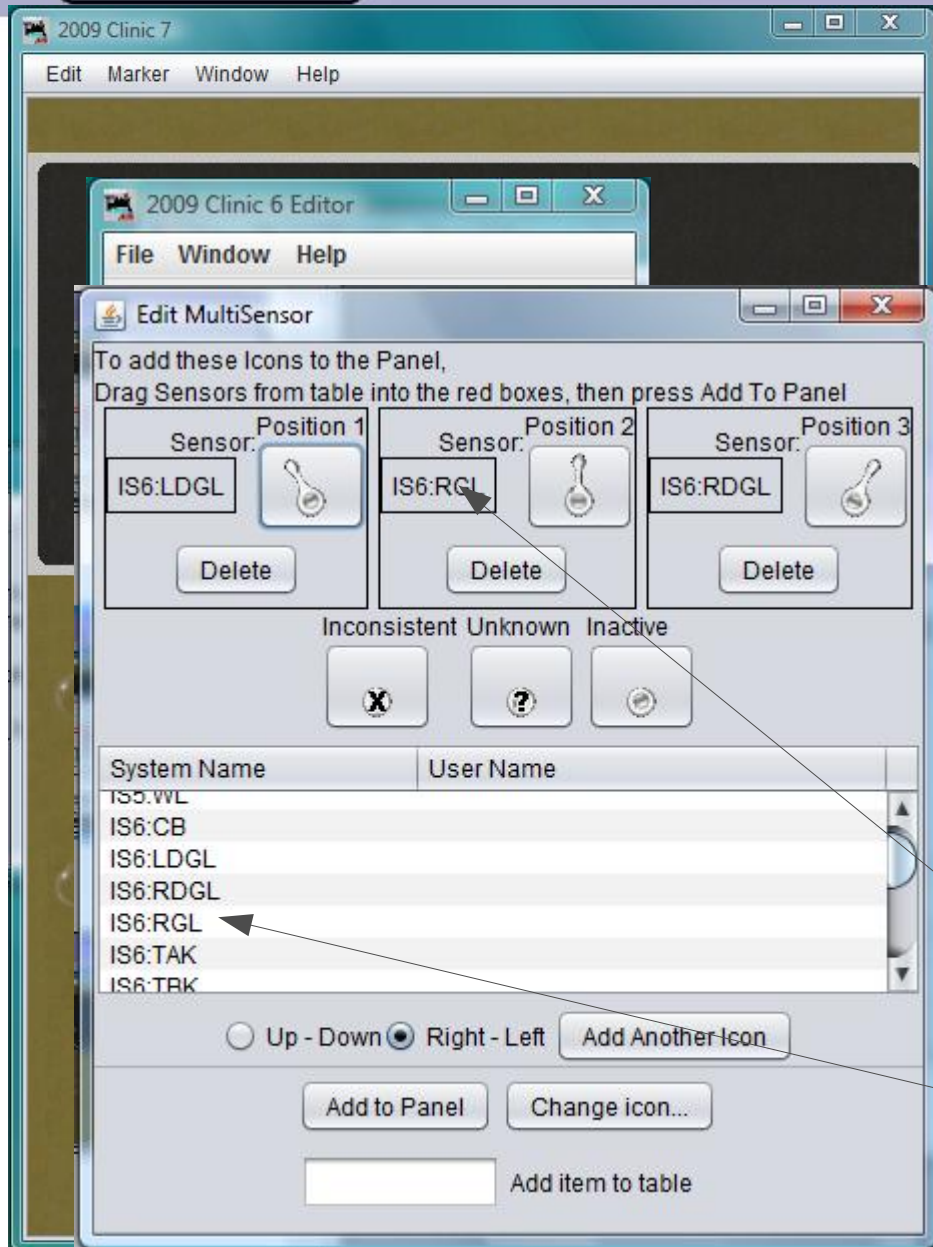 2009 Clinic 7
Edit Marker Window Help
2009 Clinic 6 Editor
File Window Help
Edit MultiSensor
To add these Icons to the Panel,
Drag Sensors from table into the red boxes, then press Add To Panel
Position 1
Sensor:
IS6:LDGL
Delete
Position 2
Sensor:
IS6:RGL
Delete
Position 3
Sensor:
IS6:RDGL
Delete
Inconsistent Unknown Inactive
X ?
System Name User Name
IS5:WL
IS6:CB
IS6:LDGL
IS6:RDGL
IS6:RGL
IS6:TAK
IS6:TBK
Up - Down Right - Left Add Another Icon
Add to Panel Change icon...
Add item to table